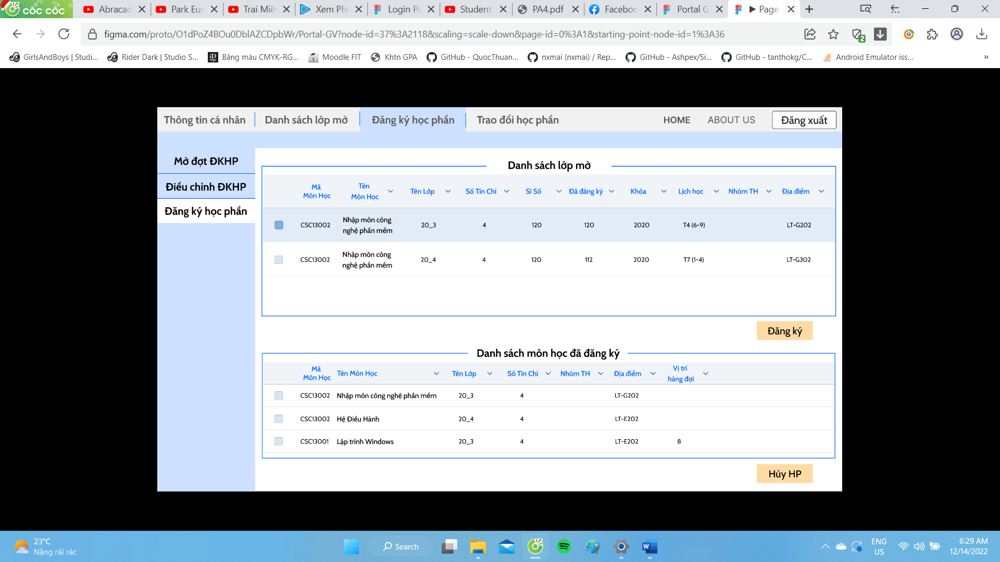 cốc cốc
Abracad
Park Eur
Trai Miề
Xem Phi
Login Po
Student
PA4.pdf
Faceboo
Portal G
Page
figma.com/proto/O1dPoZ4BOu0DblAZCDpbWr/Portal-GV?node-id=37%3A2118&scaling=scale-down&page-id=0%3A1&starting-point-node-id=1%3A36
2
GirlsAndBoys | Studi...
Rider Dark | Studio S...
Bảng màu CMYK-RG...
Moodle FIT
Khtn GPA
GitHub - QuocThuan...
nxmai (nxmai) / Rep...
GitHub - Ashpex/Si...
GitHub - tanthokg/C...
Android Emulator iss...
»
Thông tin cá nhân
Danh sách lớp mở
Đăng ký học phần
Trao đổi học phần
HOME
ABOUT US
Đăng xuất
Mở đợt ĐKHP
Điều chỉnh ĐKHP
Đăng ký học phần
Danh sách lớp mở
Mã Môn Học Tên Môn Học Tên Lớp Số Tín Chỉ Sỉ Số Đã đăng ký Khóa Lịch học Nhóm TH Địa điểm
CSC13002 Nhập môn công nghệ phần mềm 20_3 4 120 120 2020 T4 (6-9) LT-G202
CSC13002 Nhập môn công nghệ phần mềm 20_4 4 120 112 2020 T7 (1-4) LT-G302
Đăng ký
Danh sách môn học đã đăng ký
Mã Môn Học Tên Môn Học Tên Lớp Số Tín Chỉ Nhóm TH Địa điểm Vị trí hàng đợi
CSC13002 Nhập môn công nghệ phần mềm 20_3 4 LT-G202
CSC13002 Hệ Điều Hành 20_4 4 LT-E202
CSC13001 Lập trình Windows 20_3 4 LT-E202 8
Hủy HP
23°C
Nắng rải rác
Search
ENG
US
6:29 AM
12/14/2022